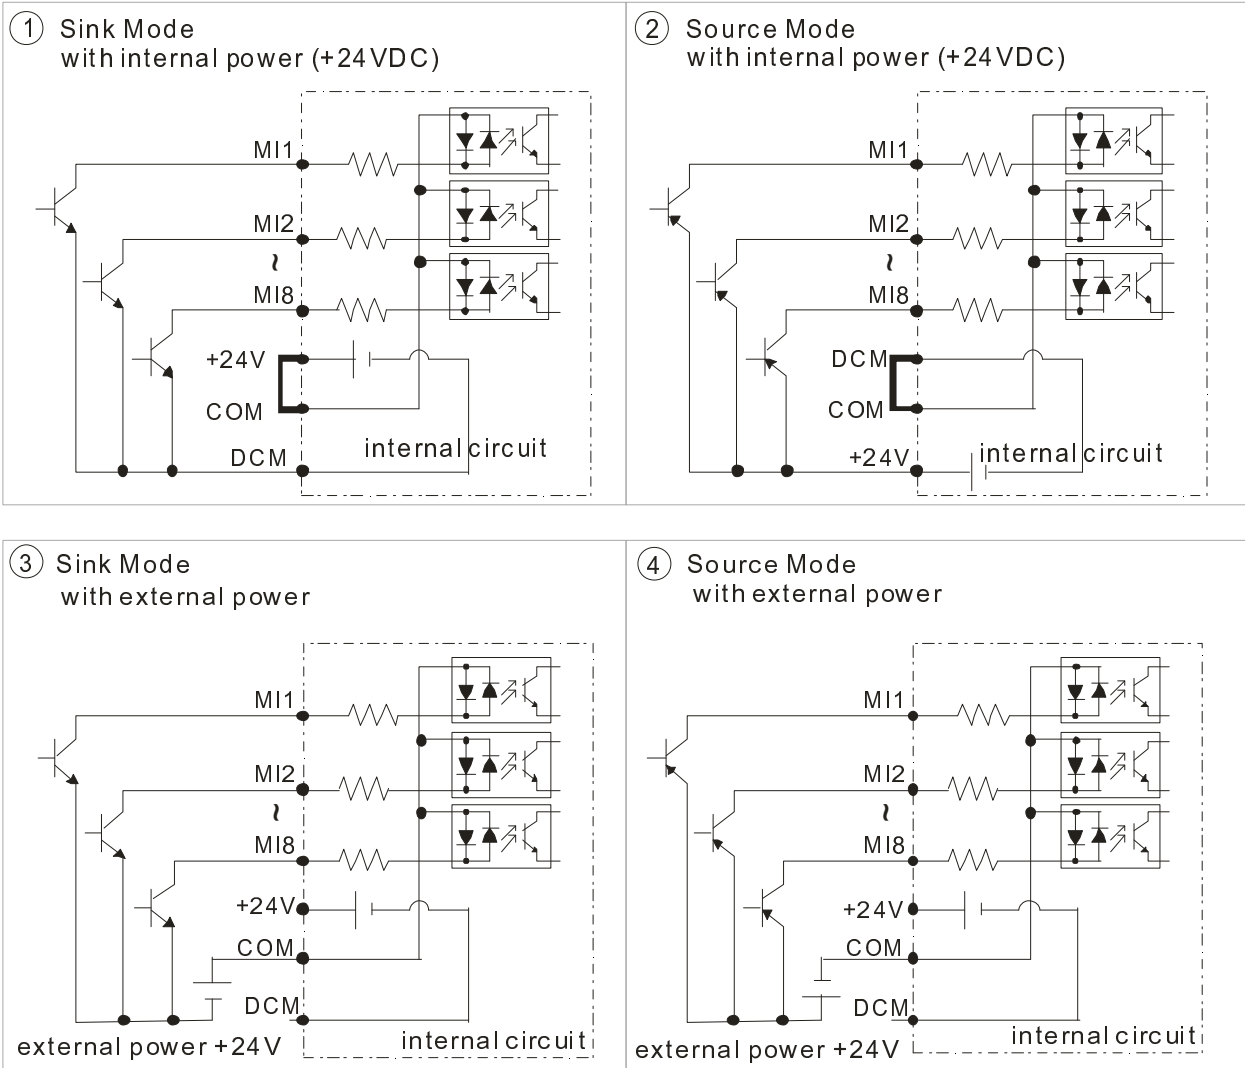 1 Sink Mode
with internal power (+24VDC)
MI1
MI2
~
MI8
+24V
COM
DCM
internal circuit
2 Source Mode
with internal power (+24VDC)
MI1
MI2
~
MI8
DCM
COM
+24V
internal circuit
3 Sink Mode
with external power
MI1
MI2
~
MI8
+24V
COM
DCM
internal circuit
external power +24V
4 Source Mode
with external power
MI1
MI2
~
MI8
+24V
COM
DCM
internal circuit
external power +24V